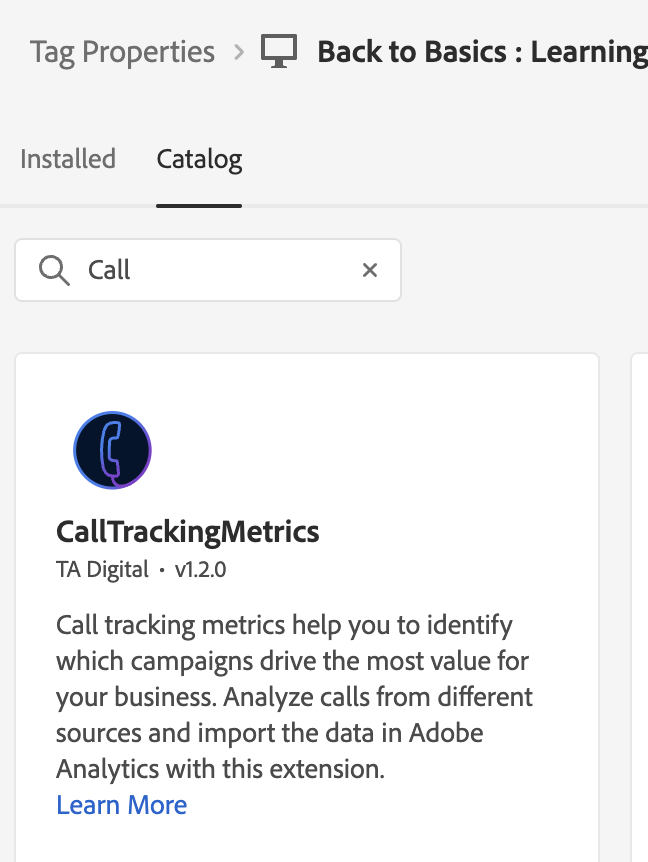 Tag Properties > Back to Basics : Learning
Installed Catalog
Call
CallTrackingMetrics
TA Digital • v1.2.0
Call tracking metrics help you to identify
which campaigns drive the most value for
your business. Analyze calls from different
sources and import the data in Adobe
Analytics with this extension.
Learn More